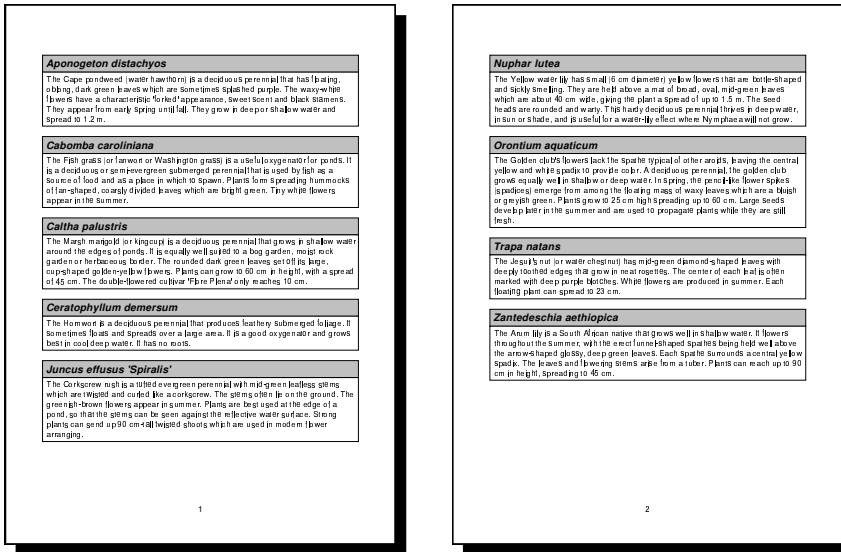 Aponogeton distachyos
The Cape pondweed (water hawthorn) is a deciduous perennial that has floating,
oblong, dark green leaves which are sometimes splashed purple. The waxy-white
flowers have a characteristic 'forked' appearance, sweet scent and black stamens.
They appear from early spring until fall. They grow in deep or shallow water and
spread to 1.2 m.
Cabomba caroliniana
The Fish grass (or fanwort or Washington grass) is a useful oxygenator for ponds. It
is a deciduous or semi-evergreen submerged perennial that is used by fish as a
source of food and as a place in which to spawn. Plants form spreading hummocks
of fan-shaped, coarsly divided leaves which are bright green. Tiny white flowers
appear in the summer.
Caltha palustris
The Marsh marigold (or kingcup) is a deciduous perennial that grows in shallow water
around the edges of ponds. It is equally well suited to a bog garden, moist rock
garden or herbaceous border. The rounded dark green leaves set off its large,
cup-shaped golden-yellow flowers. Plants can grow to 60 cm in height, with a spread
of 45 cm. The double-flowered cultivar 'Flore Plena' only reaches 10 cm.
Ceratophyllum demersum
The Hornwort is a deciduous perennial that produces feathery submerged foliage. It
sometimes floats and spreads over a large area. It is a good oxygenator and grows
best in cool deep water. It has no roots.
Juncus effusus 'Spiralis'
The Corkscrew rush is a tufted evergreen perennial with mid-green leafless stems
which are twisted and curled like a corkscrew. The stems often lie on the ground. The
greenish-brown flowers appear in summer. Plants are best used at the edge of a
pond, so that the stems can be seen against the reflective water surface. Strong
plants can send up 90 cm-tall twisted shoots which are used in modern flower
arranging.
1
Nuphar lutea
The Yellow water lily has small (6 cm diameter) yellow flowers that are bottle-shaped
and sickly smelling. They are held above a mat of broad, oval, mid-green leaves
which are about 40 cm wide, giving the plant a spread of up to 1.5 m. The seed
heads are rounded and warty. This hardy deciduous perennial thrives in deep water,
in sun or shade, and is useful for a water-lily effect where Nymphaea will not grow.
Orontium aquaticum
The Golden club's flowers lack the spathe typical of other aroids, leaving the central
yellow and white spadix to provide color. A deciduous perennial, the golden club
grows equally well in shallow or deep water. In spring, the pencil-like flower spikes
(spadices) emerge from among the floating mass of waxy leaves which are a bluish
or greyish green. Plants grow to 25 cm high spreading up to 60 cm. Large seeds
develop later in the summer and are used to propagate plants while they are still
fresh.
Trapa natans
The Jesuit's nut (or water chestnut) has mid-green diamond-shaped leaves with
deeply toothed edges that grow in neat rosettes. The center of each leaf is often
marked with deep purple blotches. White flowers are produced in summer. Each
floating plant can spread to 23 cm.
Zantedeschia aethiopica
The Arum lily is a South African native that grows well in shallow water. It flowers
throughout the summer, with the erect funnel-shaped spathes being held well above
the arrow-shaped glossy, deep green leaves. Each spathe surrounds a central yellow
spadix. The leaves and flowering stems arise from a tuber. Plants can reach up to 90
cm in height, spreading to 45 cm.
2